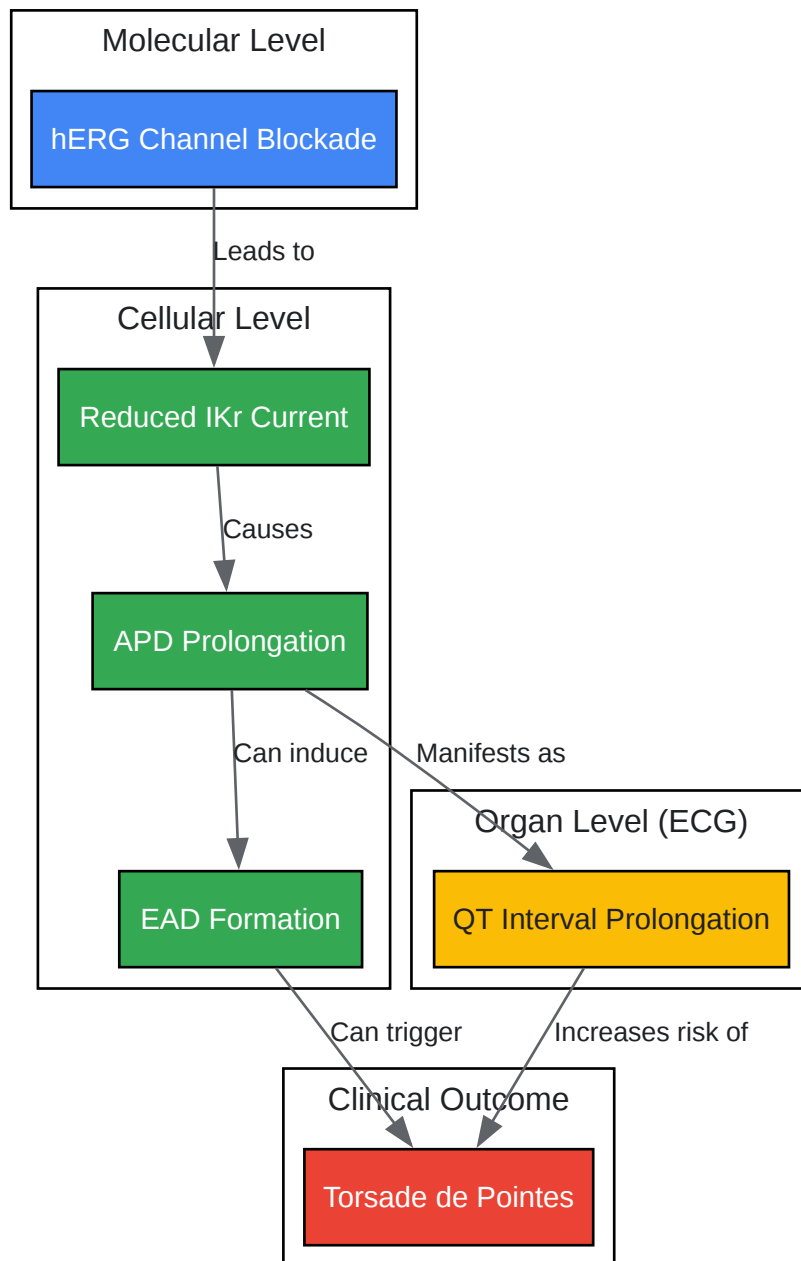 Molecular Level
hERG Channel Blockade
Leads to
Cellular Level
Reduced IKr Current
Causes
APD Prolongation
Can induce
Manifests as
Organ Level (ECG)
EAD Formation
QT Interval Prolongation
Can trigger
Increases risk of
Clinical Outcome
Torsade de Pointes